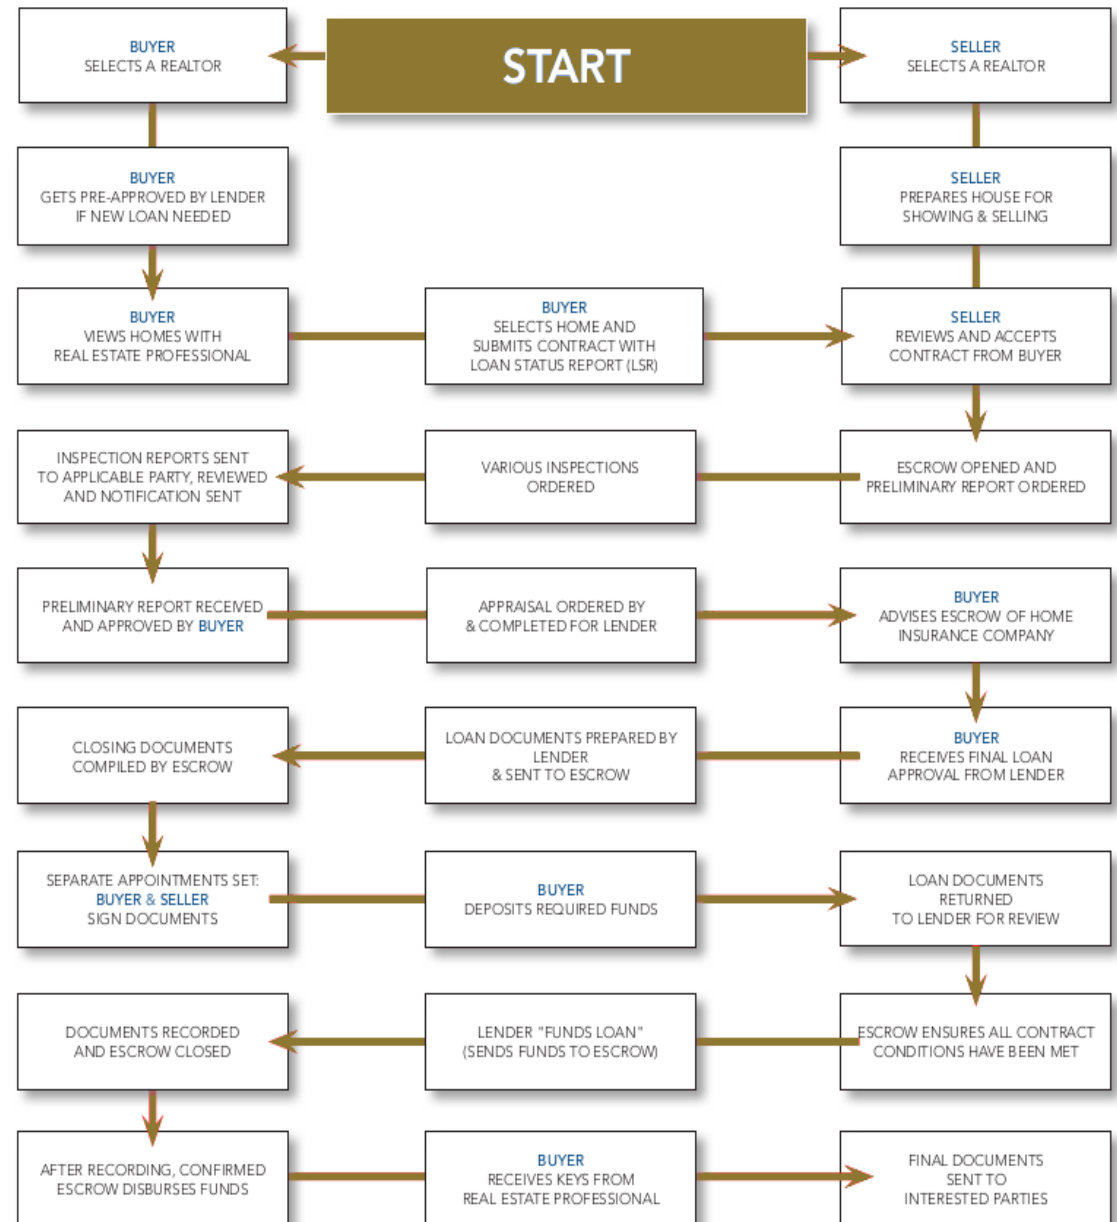 START
BUYER
SELECTS A REALTOR
SELLER
SELECTS A REALTOR
BUYER
GETS PRE-APPROVED BY LENDER
IF NEW LOAN NEEDED
SELLER
PREPARES HOUSE FOR
SHOWING & SELLING
BUYER
VIEWS HOMES WITH
REAL ESTATE PROFESSIONAL
BUYER
SELECTS HOME AND
SUBMITS CONTRACT WITH
LOAN STATUS REPORT (LSR)
SELLER
REVIEWS AND ACCEPTS
CONTRACT FROM BUYER
ESCROW OPENED AND
PRELIMINARY REPORT ORDERED
VARIOUS INSPECTIONS
ORDERED
INSPECTION REPORTS SENT
TO APPLICABLE PARTY, REVIEWED
AND NOTIFICATION SENT
PRELIMINARY REPORT RECEIVED
AND APPROVED BY BUYER
APPRAISAL ORDERED BY
& COMPLETED FOR LENDER
BUYER
ADVISES ESCROW OF HOME
INSURANCE COMPANY
BUYER
RECEIVES FINAL LOAN
APPROVAL FROM LENDER
LOAN DOCUMENTS PREPARED BY
LENDER
& SENT TO ESCROW
CLOSING DOCUMENTS
COMPILED BY ESCROW
SEPARATE APPOINTMENTS SET:
BUYER & SELLER
SIGN DOCUMENTS
BUYER
DEPOSITS REQUIRED FUNDS
LOAN DOCUMENTS
RETURNED
TO LENDER FOR REVIEW
ESCROW ENSURES ALL CONTRACT
CONDITIONS HAVE BEEN MET
LENDER "FUNDS LOAN"
(SENDS FUNDS TO ESCROW)
DOCUMENTS RECORDED
AND ESCROW CLOSED
AFTER RECORDING, CONFIRMED
ESCROW DISBURSES FUNDS
BUYER
RECEIVES KEYS FROM
REAL ESTATE PROFESSIONAL
FINAL DOCUMENTS
SENT TO
INTERESTED PARTIES